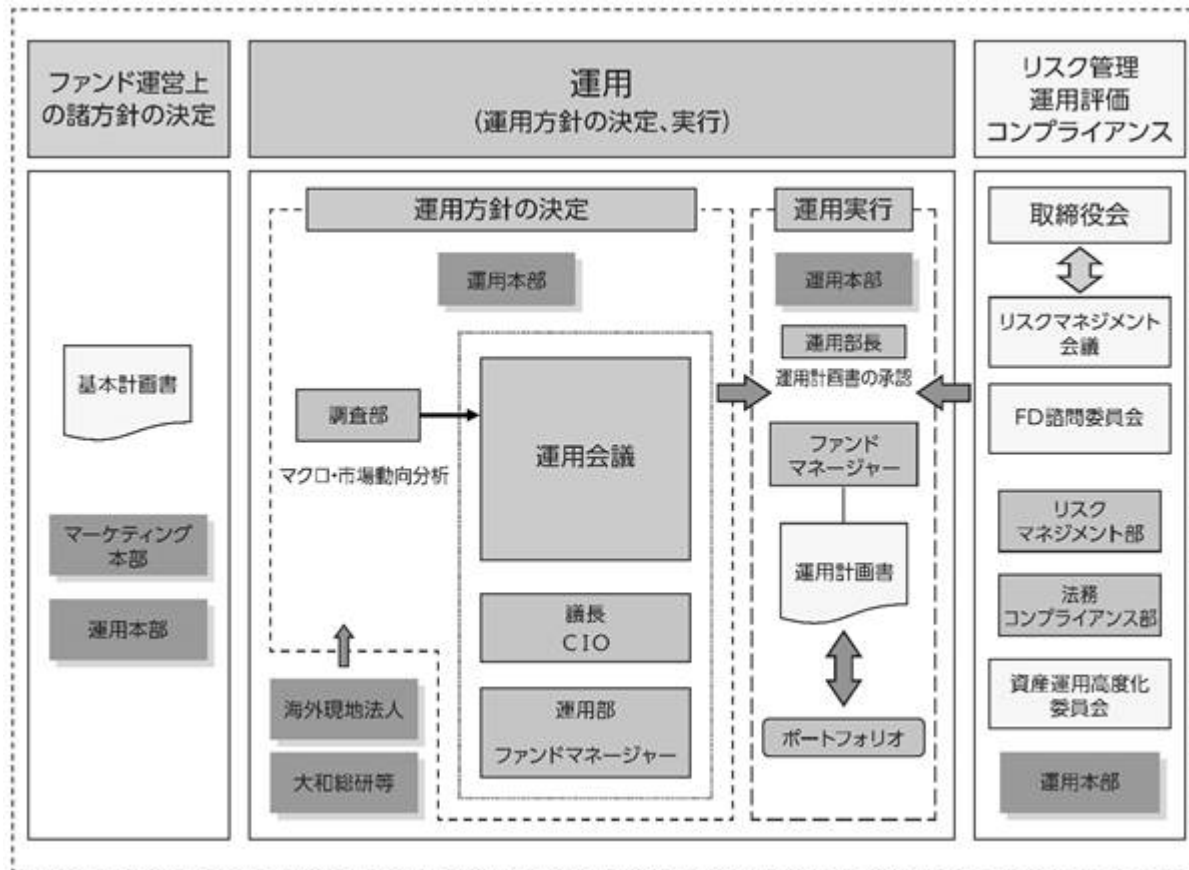 ファンド運営上
の諸方針の決定
運用
(運用方針の決定、実行)
リスク管理
運用評価
コンプライアンス
基本計画書
マーケティング
本部
運用本部
運用方針の決定
運用本部
調査部
マクロ・市場動向分析
運用会議
議長
CIO
運用部
ファンドマネージャー
海外現地法人
大和総研等
運用実行
運用本部
運用部長
運用計画書の承認
ファンド
マネージャー
運用計画書
ポートフォリオ
取締役会
リスクマネジメント
会議
FD諮問委員会
リスク
マネジメント部
法務
コンプライアンス部
資産運用高度化
委員会
運用本部